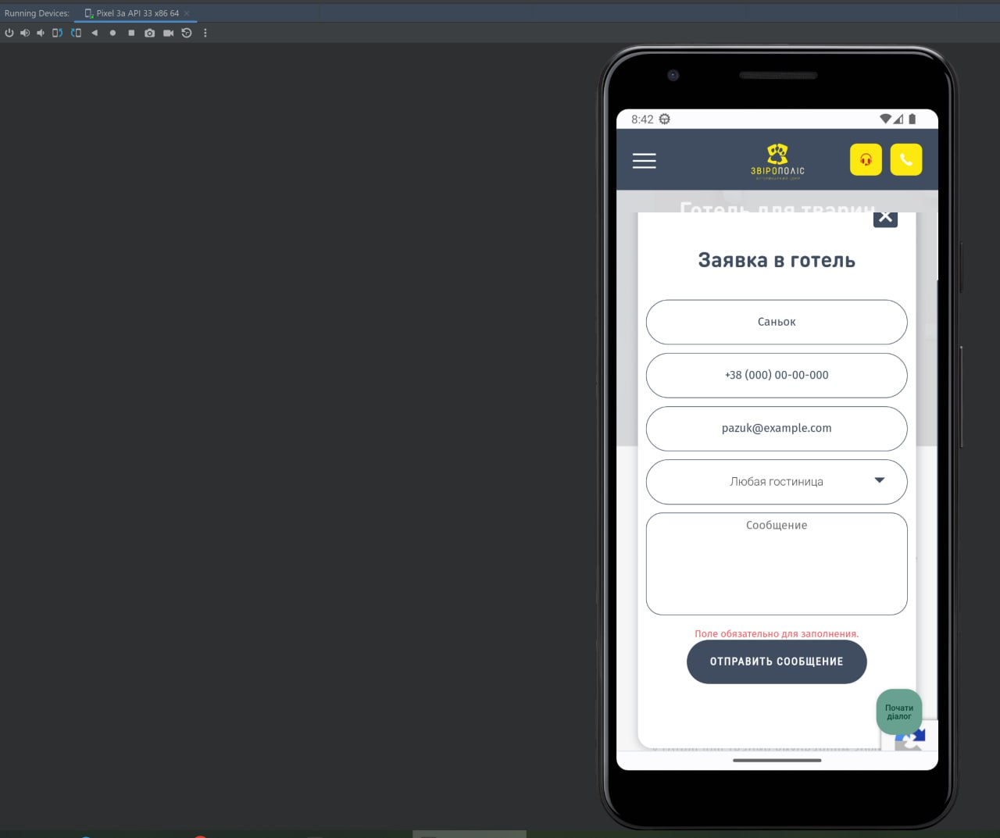 Running Devices:
Pixel 3a API 33 x86 64
8:42
ЗВІРОПОЛІС
Готель для тварин
Заявка в готель
Саньок
+38 (000) 00-00-000
pazuk@example.com
Любая гостиница
Сообщение
Поле обязательно для заполнения.
ОТПРАВИТЬ СООБЩЕНИЕ
Почати
діалог